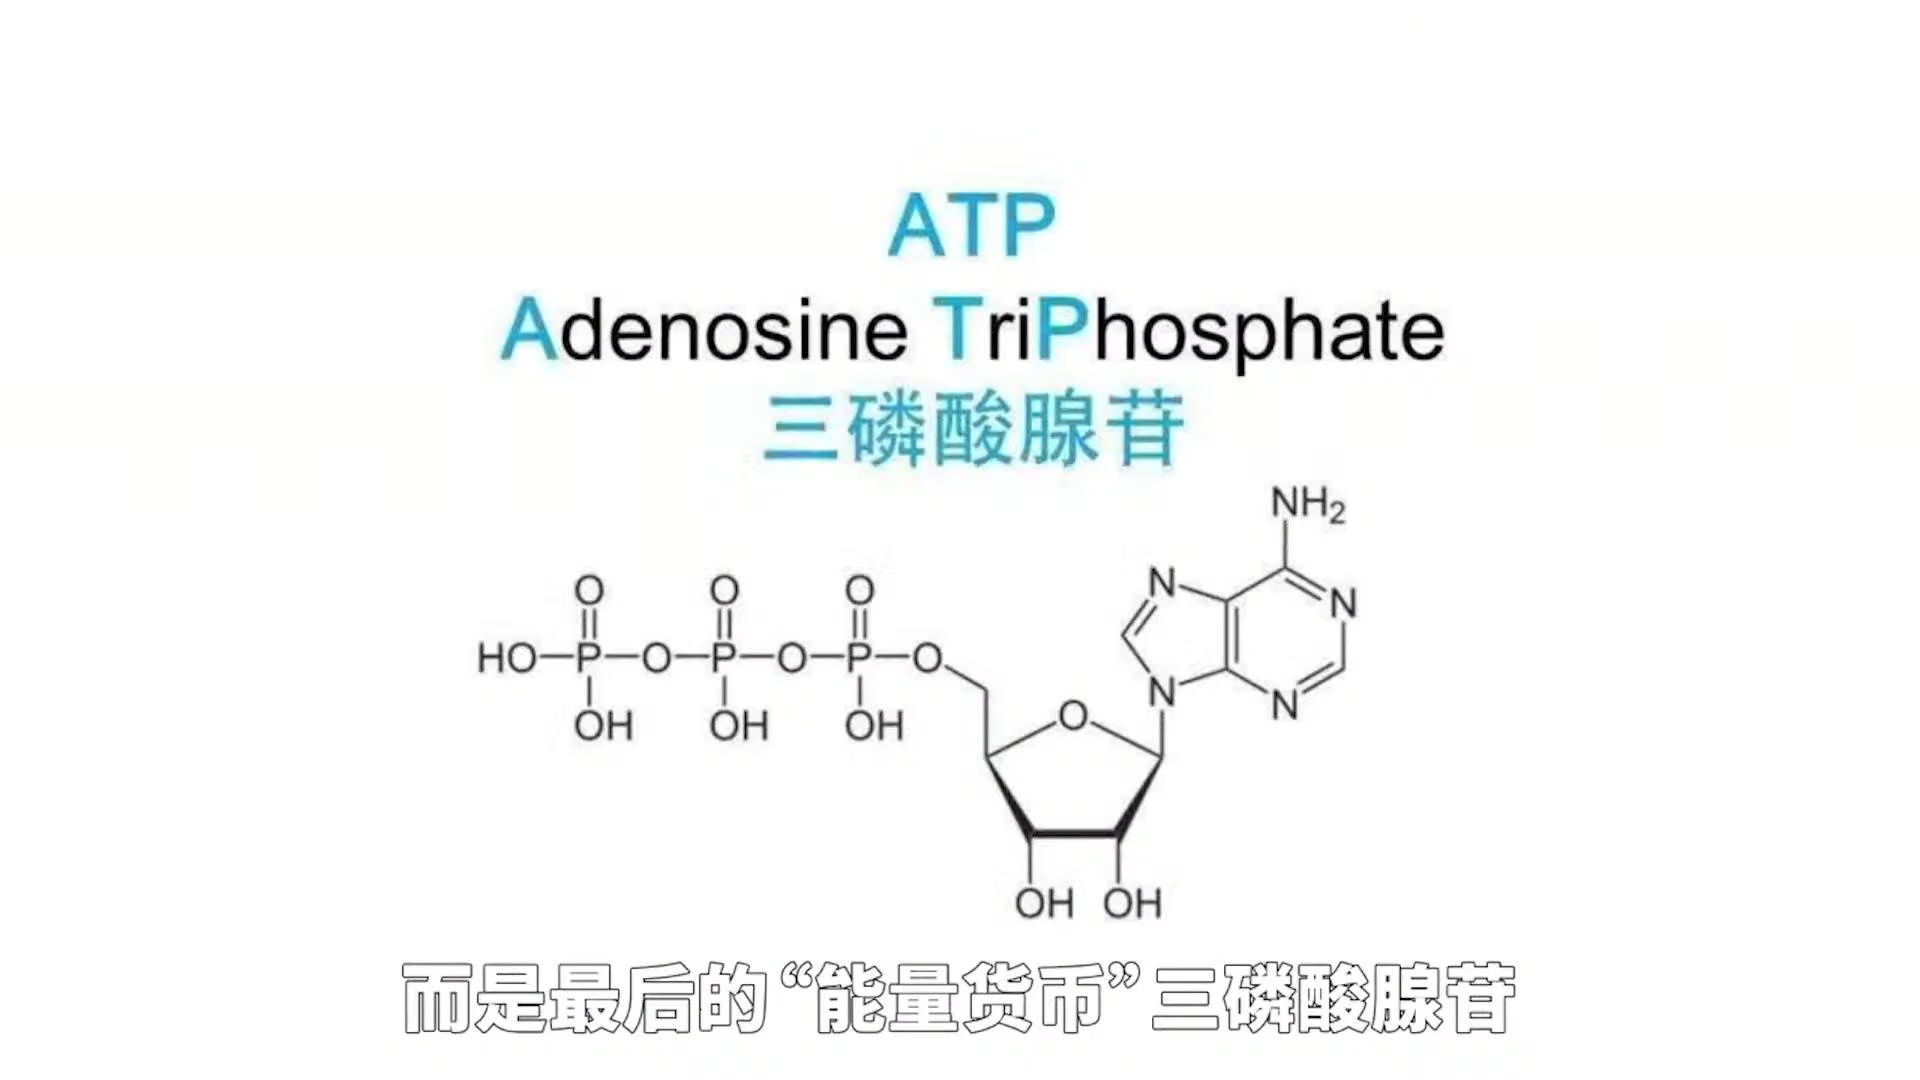 ATP
Adenosine TriPhosphate
三磷酸腺苷
NH2
O O O N N
HO P O P O P O
N N
OH OH OH O
OH OH
而是最后的“能量货币”三磷酸腺苷